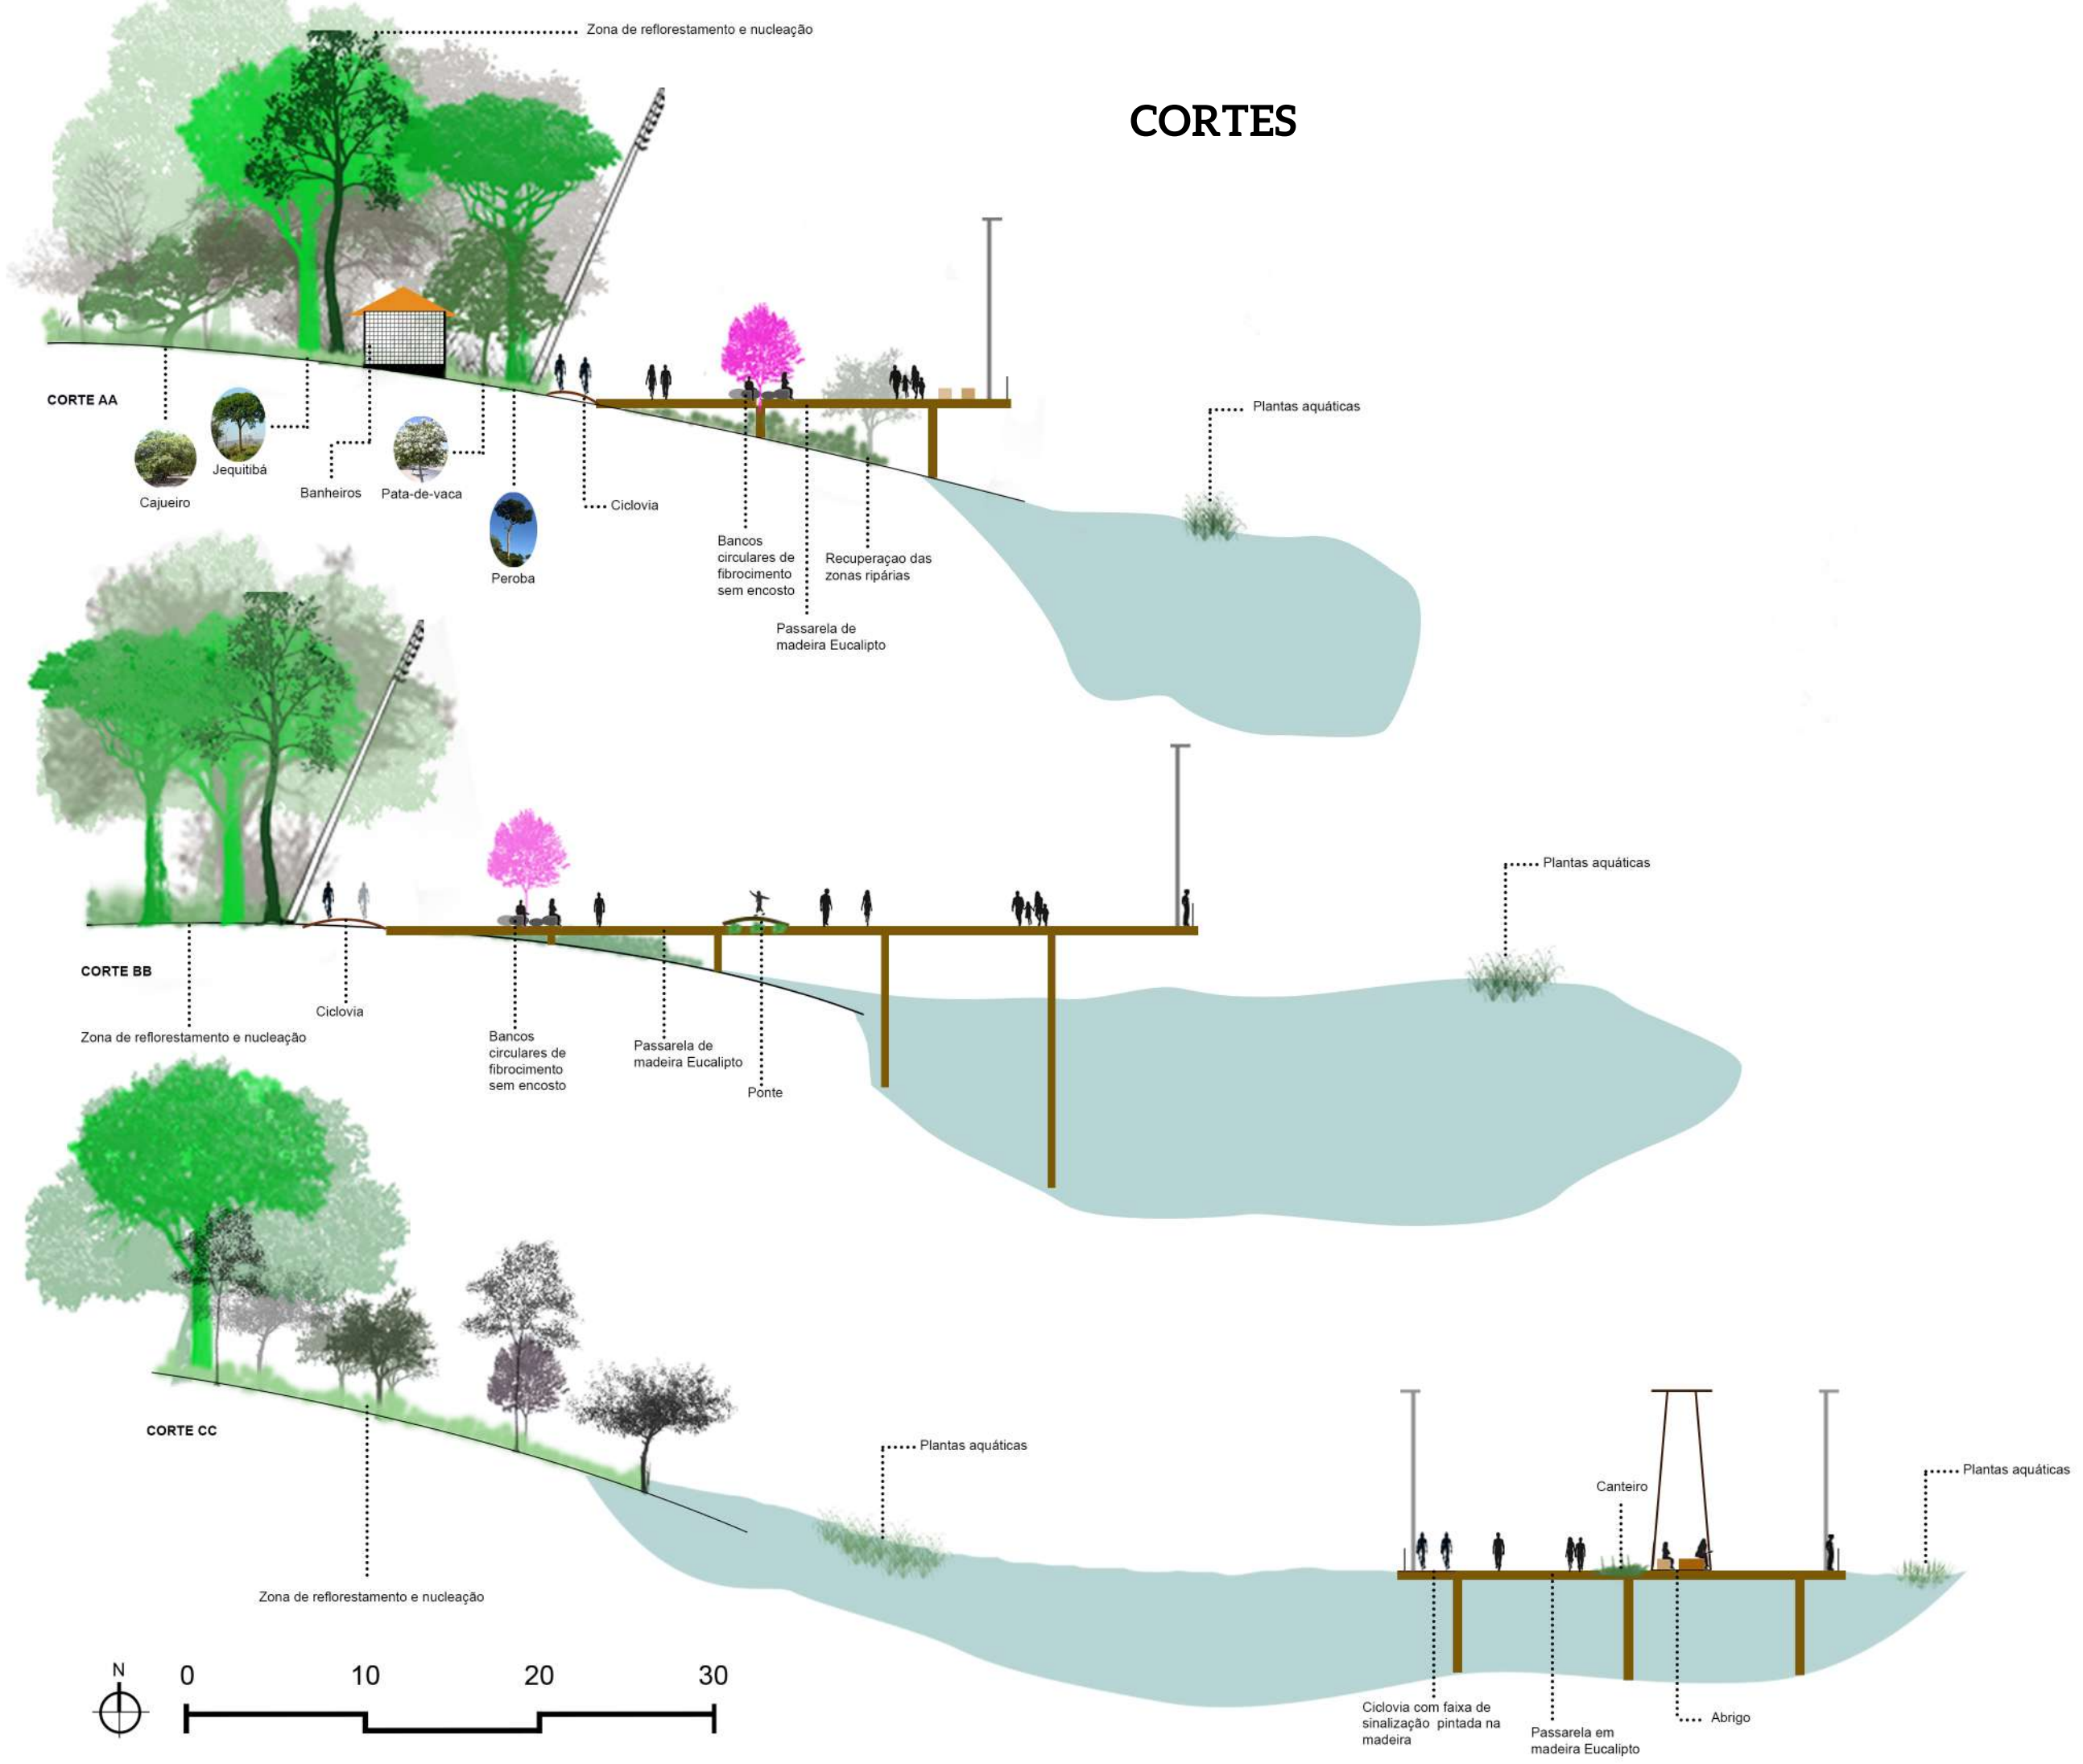 Zona de reflorestamento e nucleação
CORTES
CORTE AA
Plantas aquáticas
Jequitibá
Cajueiro
Banheiros
Pata-de-vaca
Ciclovia
Peroba
Bancos
circulares de
fibrocimento
sem encosto
Recuperaçao das
zonas ripárias
Passarela de
madeira Eucalipto
Plantas aquáticas
CORTE BB
Ciclovia
Zona de reflorestamento e nucleação
Bancos
circulares de
fibrocimento
sem encosto
Passarela de
madeira Eucalipto
Ponte
CORTE CC
Plantas aquáticas
Plantas aquáticas
Canteiro
Zona de reflorestamento e nucleação
N
0 10 20 30
Ciclovia com faixa de
sinalização pintada na
madeira
Passarela em
madeira Eucalipto
Abrigo